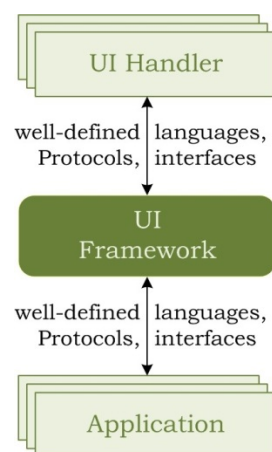 UI Handler
well-defined languages,
Protocols, interfaces
UI
Framework
well-defined languages,
Protocols, interfaces
Application